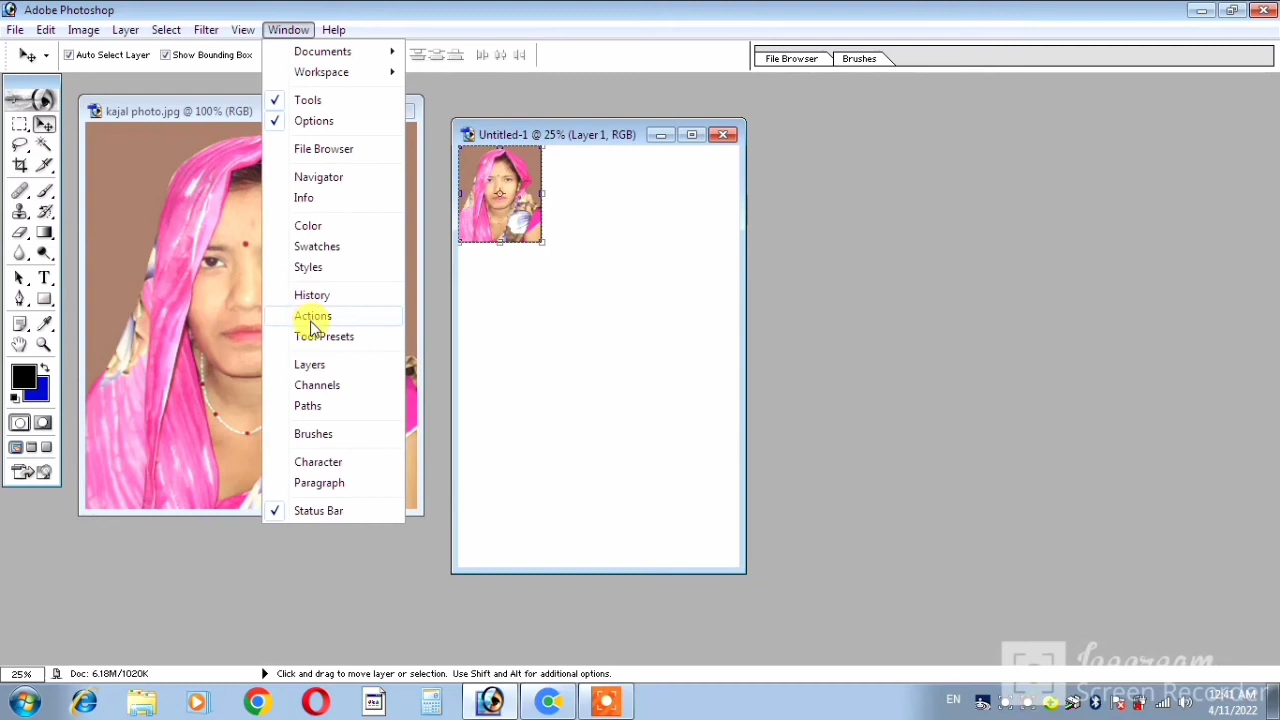 Adobe Photoshop
File Edit Image Layer Select Filter View Window Help
Auto Select Layer Show Bounding Box
File Browser Brushes
kajal photo.jpg @ 100% (RGB)
Untitled-1 @ 25% (Layer 1, RGB)
Documents
Workspace
Tools
Options
File Browser
Navigator
Info
Color
Swatches
Styles
History
Actions
Tool Presets
Layers
Channels
Paths
Brushes
Character
Paragraph
Status Bar
T
25% Doc: 6.18M/1020K Click and drag to move layer or selection. Use Shift and Alt for additional options.
Icecream
Screen Recorder
EN
12:41 AM
4/11/2022